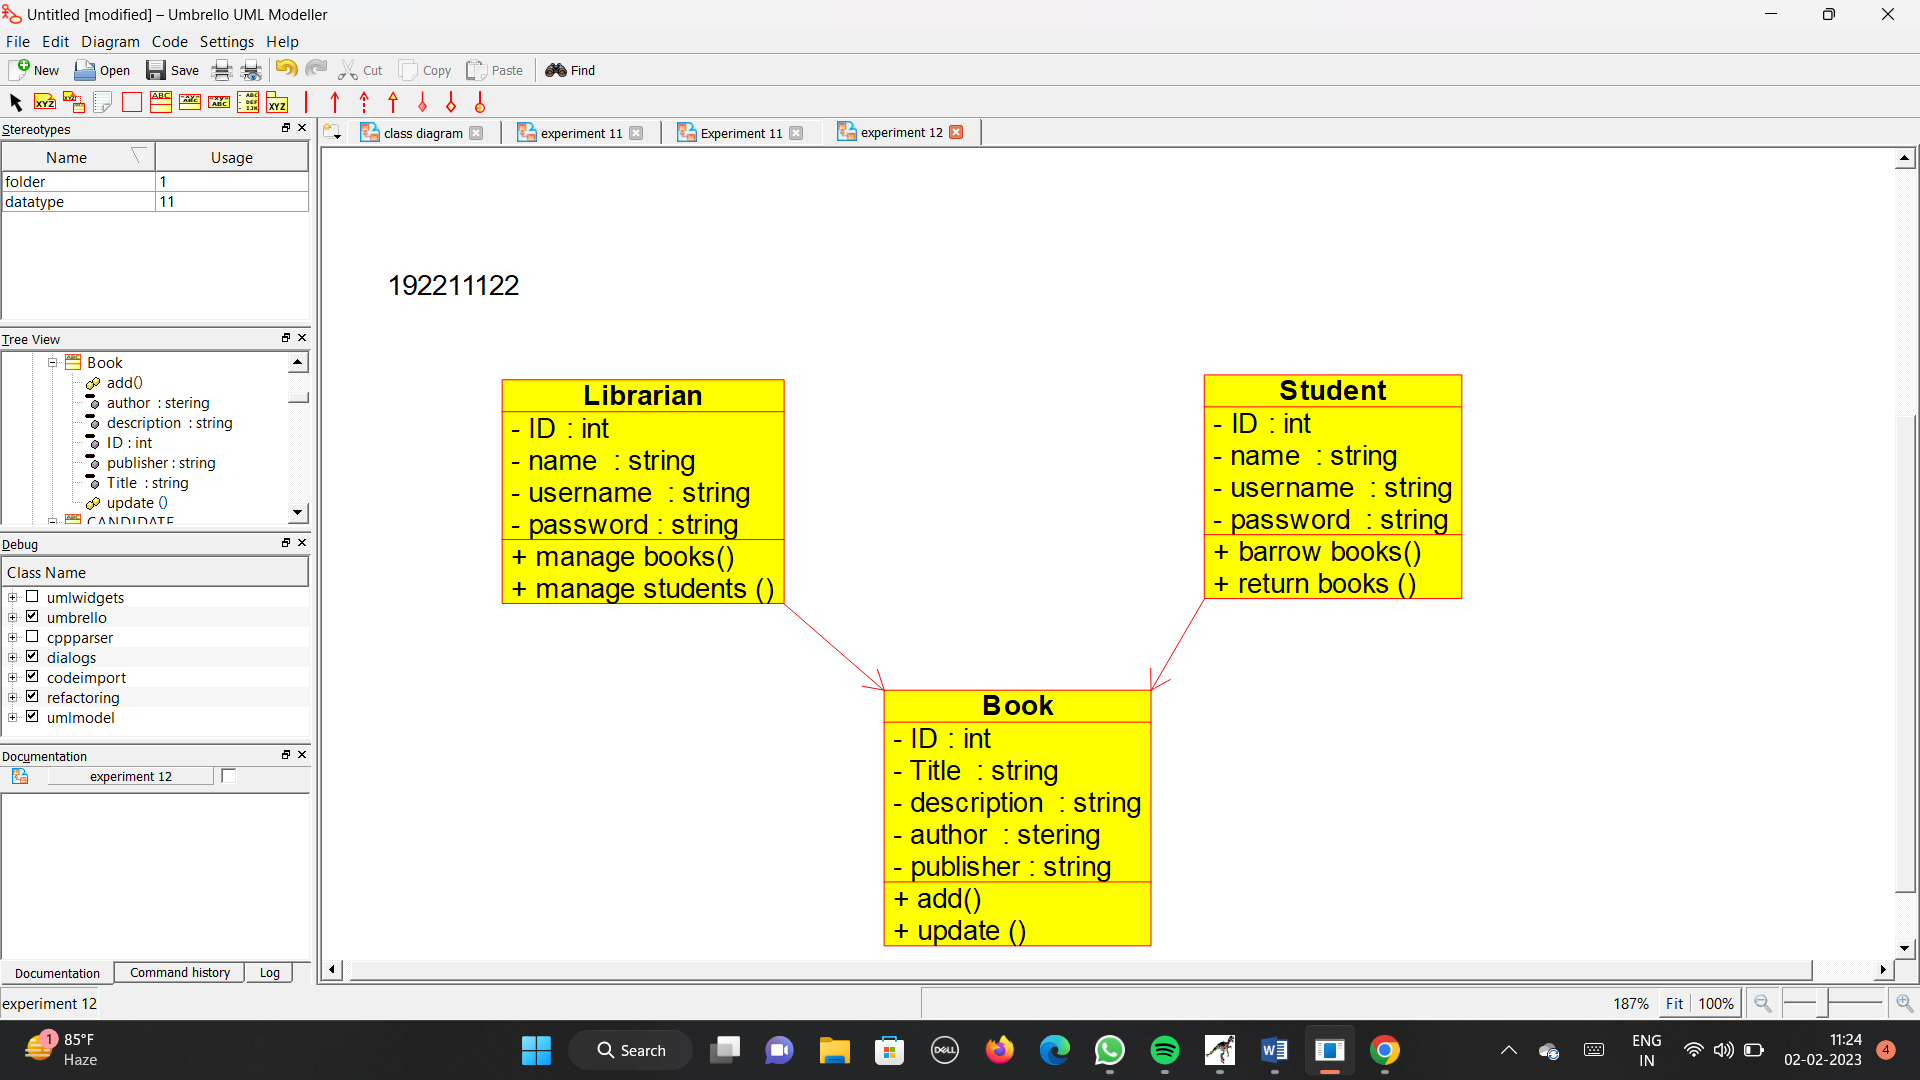 Untitled [modified] – Umbrello UML Modeller
File Edit Diagram Code Settings Help
New Open Save Cut Copy Paste Find
Stereotypes
Name Usage
folder 1
datatype 11
Tree View
Book
add()
author : stering
description : string
ID : int
publisher : string
Title : string
update ()
CANDIDATE
Debug
Class Name
umlwidgets
umbrello
cppparser
dialogs
codeimport
refactoring
umlmodel
Documentation
experiment 12
Documentation Command history Log
experiment 12
class diagram experiment 11 Experiment 11 experiment 12
192211122
Librarian
- ID : int
- name : string
- username : string
- password : string
+ manage books()
+ manage students ()
Student
- ID : int
- name : string
- username : string
- password : string
+ barrow books()
+ return books ()
Book
- ID : int
- Title : string
- description : string
- author : stering
- publisher : string
+ add()
+ update ()
187% Fit 100%
1 85°F
Haze
Search
DELL
ENG
IN
11:24
02-02-2023
4